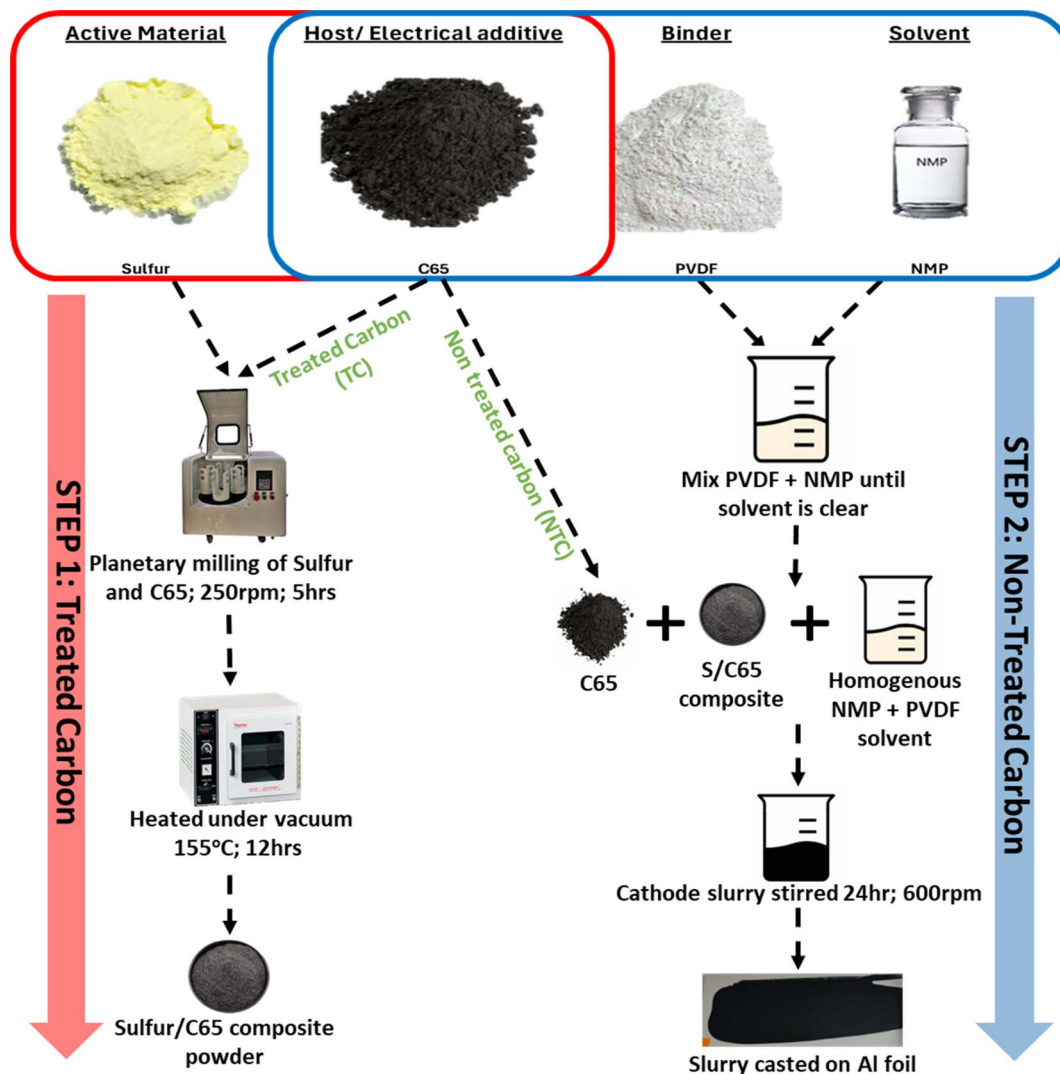 Active Material
Host/ Electrical additive
Binder
Solvent
NMP
Sulfur
C65
PVDF
NMP
STEP 1: Treated Carbon
Treated Carbon
(TC)
Non treated carbon (NTC)
STEP 2: Non-Treated Carbon
Planetary milling of Sulfur
and C65; 250rpm; 5hrs
Heated under vacuum
155°C; 12hrs
Sulfur/C65 composite
powder
Mix PVDF + NMP until
solvent is clear
C65
+
S/C65
composite
+
Homogenous
NMP + PVDF
solvent
Cathode slurry stirred 24hr; 600rpm
Slurry casted on Al foil